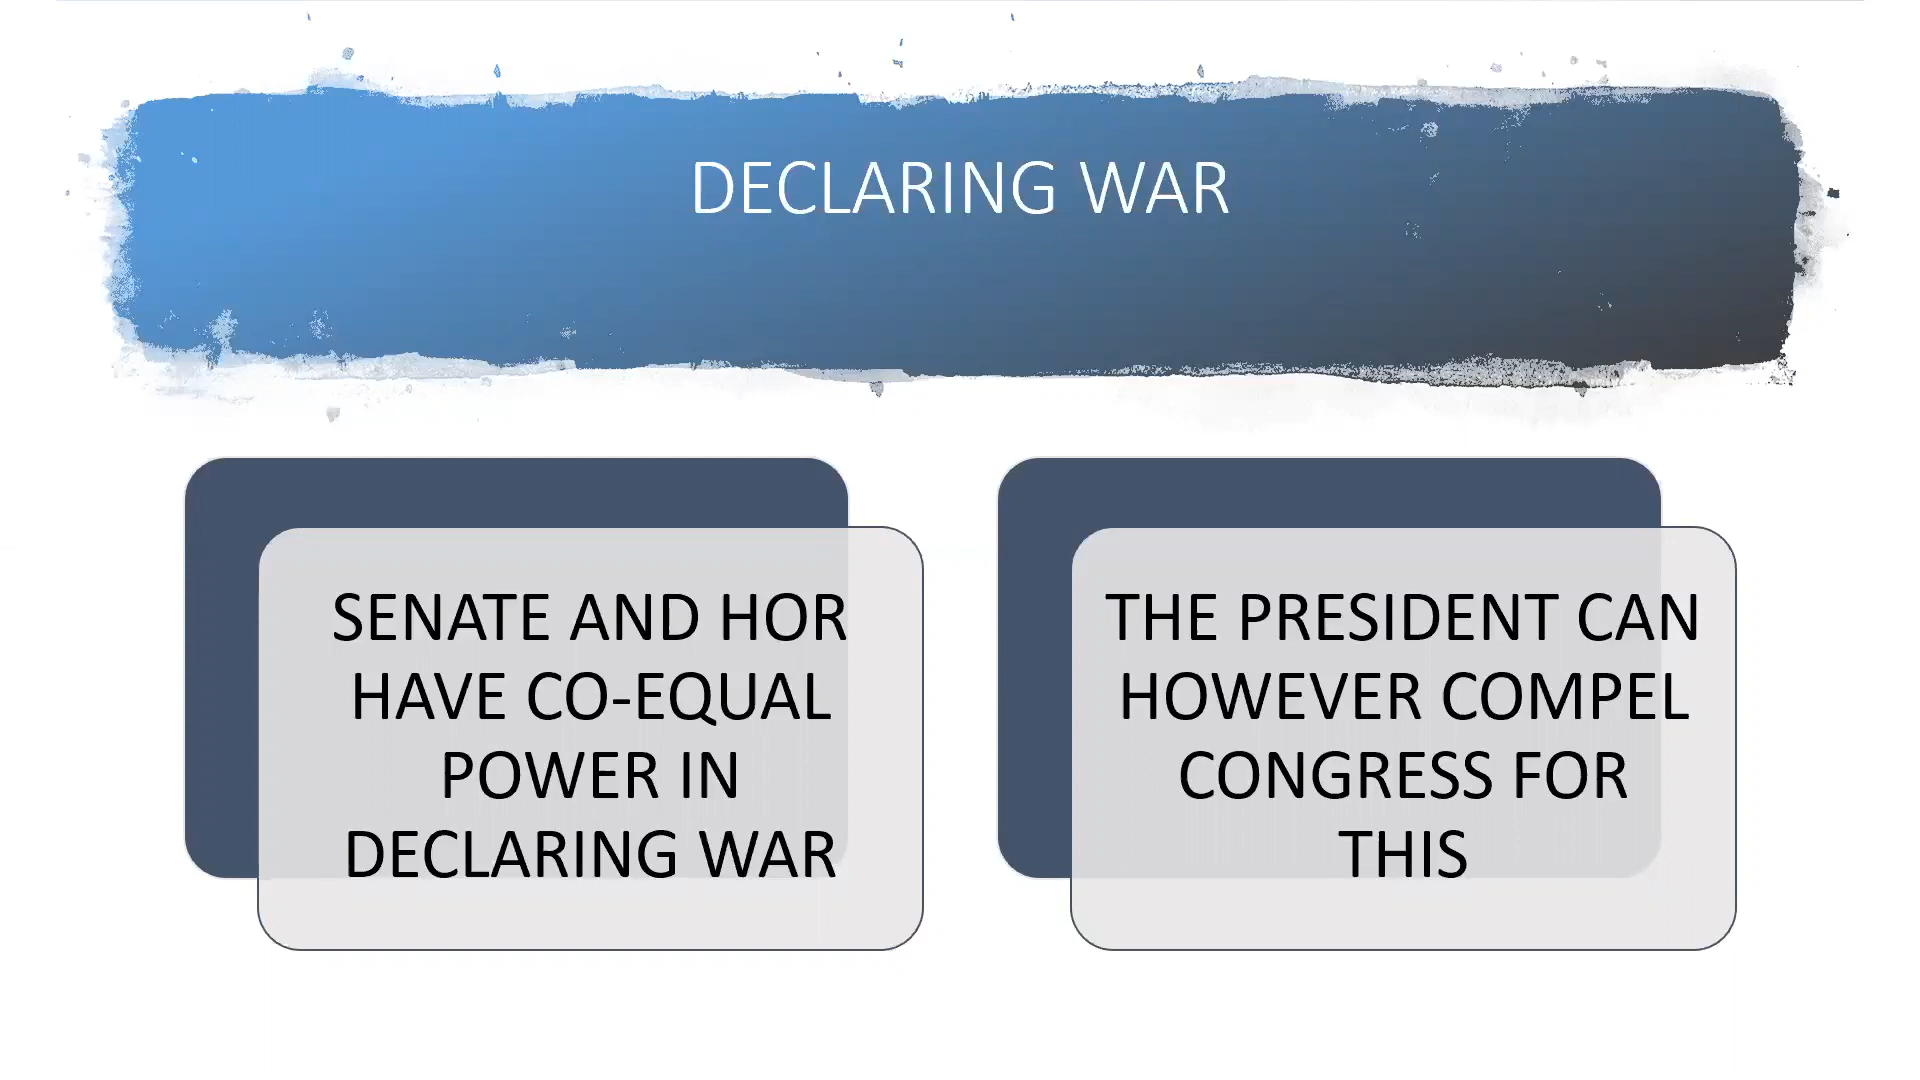 DECLARING WAR
SENATE AND HOR
HAVE CO-EQUAL
POWER IN
DECLARING WAR
THE PRESIDENT CAN
HOWEVER COMPEL
CONGRESS FOR
THIS